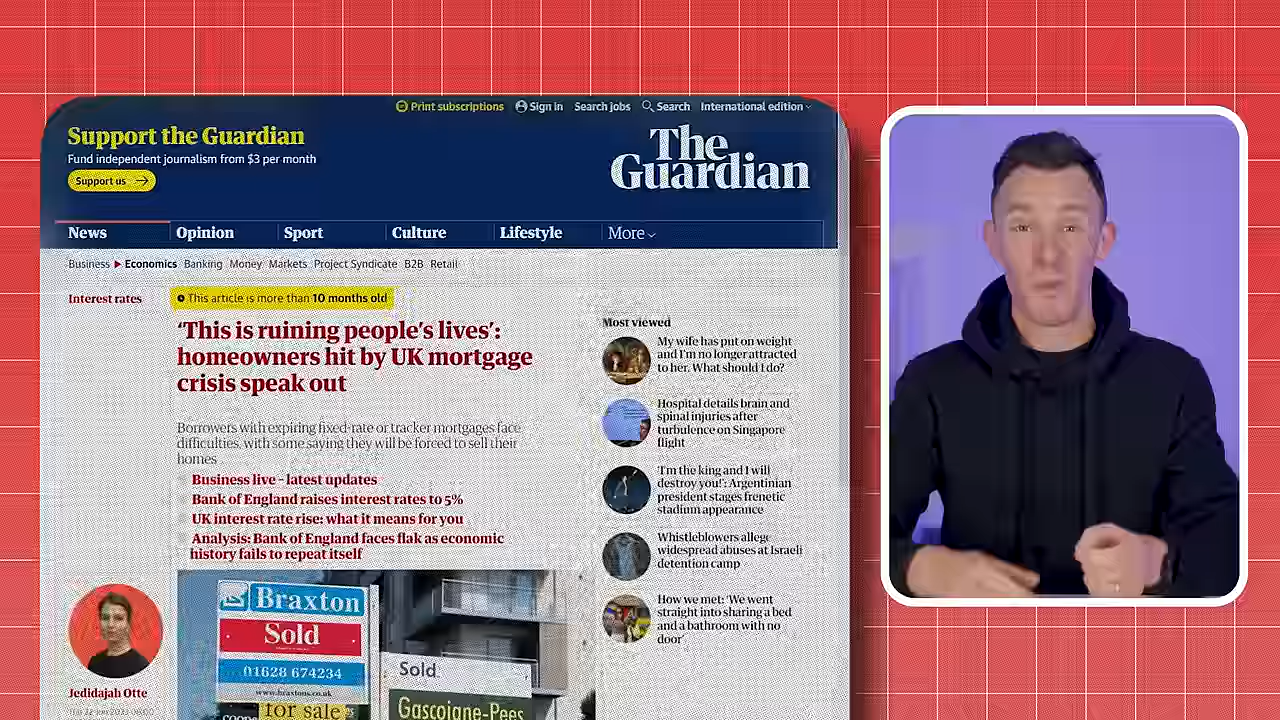 Print subscriptions
Sign in
Search jobs
Search
International edition
Support the Guardian
Fund independent journalism from $3 per month
Support us
The
Guardian
News
Opinion
Sport
Culture
Lifestyle
More
Business
Economics
Banking
Money
Markets
Project Syndicate
B2B
Retail
Interest rates
This article is more than 10 months old
‘This is ruining people’s lives’:
homeowners hit by UK mortgage
crisis speak out
Borrowers with expiring fixed-rate or tracker mortgages face
difficulties, with some saying they will be forced to sell their
homes
Business live – latest updates
Bank of England raises interest rates to 5%
UK interest rate rise: what it means for you
Analysis: Bank of England faces flak as economic
history fails to repeat itself
Jedidajah Otte
Thu 22 Jun 2023
Braxton
Sold
01628 674234
www.braxtons.co.uk
for sale
Sold
Gascoigne-Pees
Most viewed
My wife has put on weight
and I’m no longer attracted
to her. What should I do?
Hospital details brain and
spinal injuries after
turbulence on Singapore
flight
‘I’m the king and I will
destroy you!’: Argentinian
president stages frenetic
stadium appearance
Whistleblowers allege
widespread abuses at Israeli
detention camp
How we met: ‘We went
straight into sharing a bed
and a bathroom with no
door’